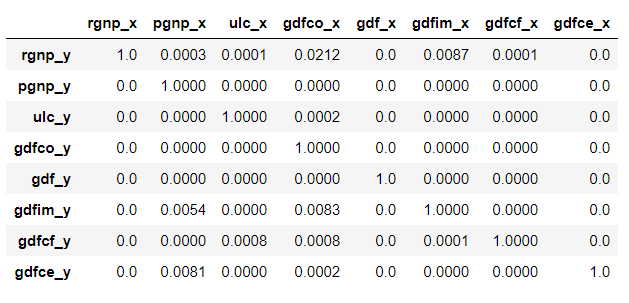 rgnp_x pgnp_x ulc_x gdfco_x gdf_x gdfim_x gdfcf_x gdfce_x
rgnp_y 1.0 0.0003 0.0001 0.0212 0.0 0.0087 0.0001 0.0
pgnp_y 0.0 1.0000 0.0000 0.0000 0.0 0.0000 0.0000 0.0
ulc_y 0.0 0.0000 1.0000 0.0002 0.0 0.0000 0.0000 0.0
gdfco_y 0.0 0.0000 0.0000 1.0000 0.0 0.0000 0.0000 0.0
gdf_y 0.0 0.0000 0.0000 0.0000 1.0 0.0000 0.0000 0.0
gdfim_y 0.0 0.0054 0.0000 0.0083 0.0 1.0000 0.0000 0.0
gdfcf_y 0.0 0.0000 0.0008 0.0008 0.0 0.0001 1.0000 0.0
gdfce_y 0.0 0.0081 0.0000 0.0002 0.0 0.0000 0.0000 1.0